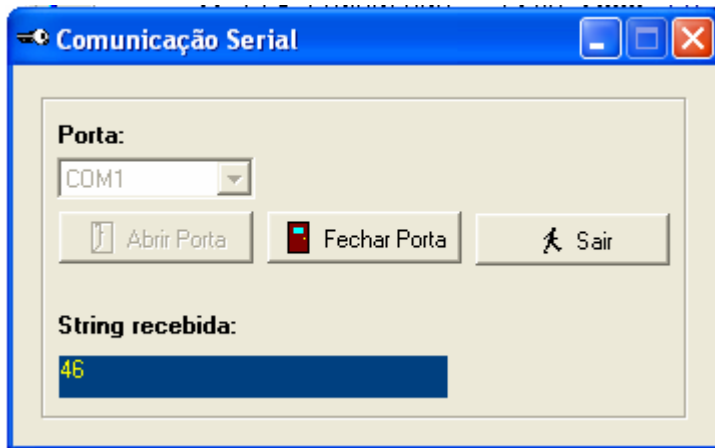 Comunicação Serial
Porta:
COM1
Abrir Porta
Fechar Porta
Sair
String recebida:
46